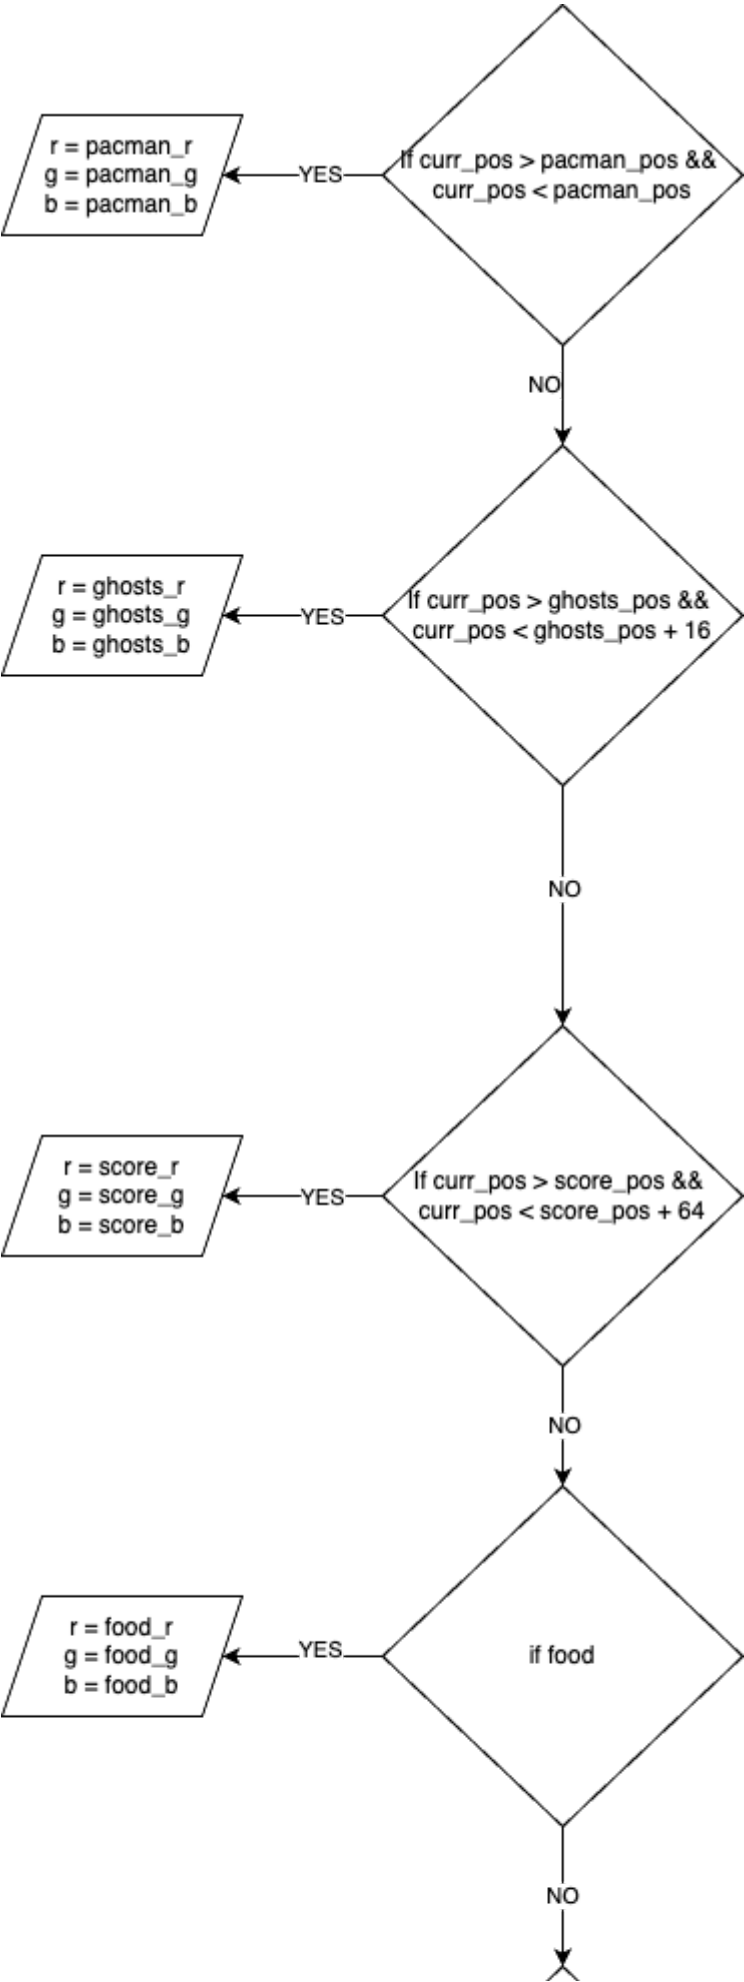 If curr_pos > pacman_pos &&
curr_pos < pacman_pos
YES
r = pacman_r
g = pacman_g
b = pacman_b
NO
If curr_pos > ghosts_pos &&
curr_pos < ghosts_pos + 16
YES
r = ghosts_r
g = ghosts_g
b = ghosts_b
NO
If curr_pos > score_pos &&
curr_pos < score_pos + 64
YES
r = score_r
g = score_g
b = score_b
NO
if food
YES
r = food_r
g = food_g
b = food_b
NO